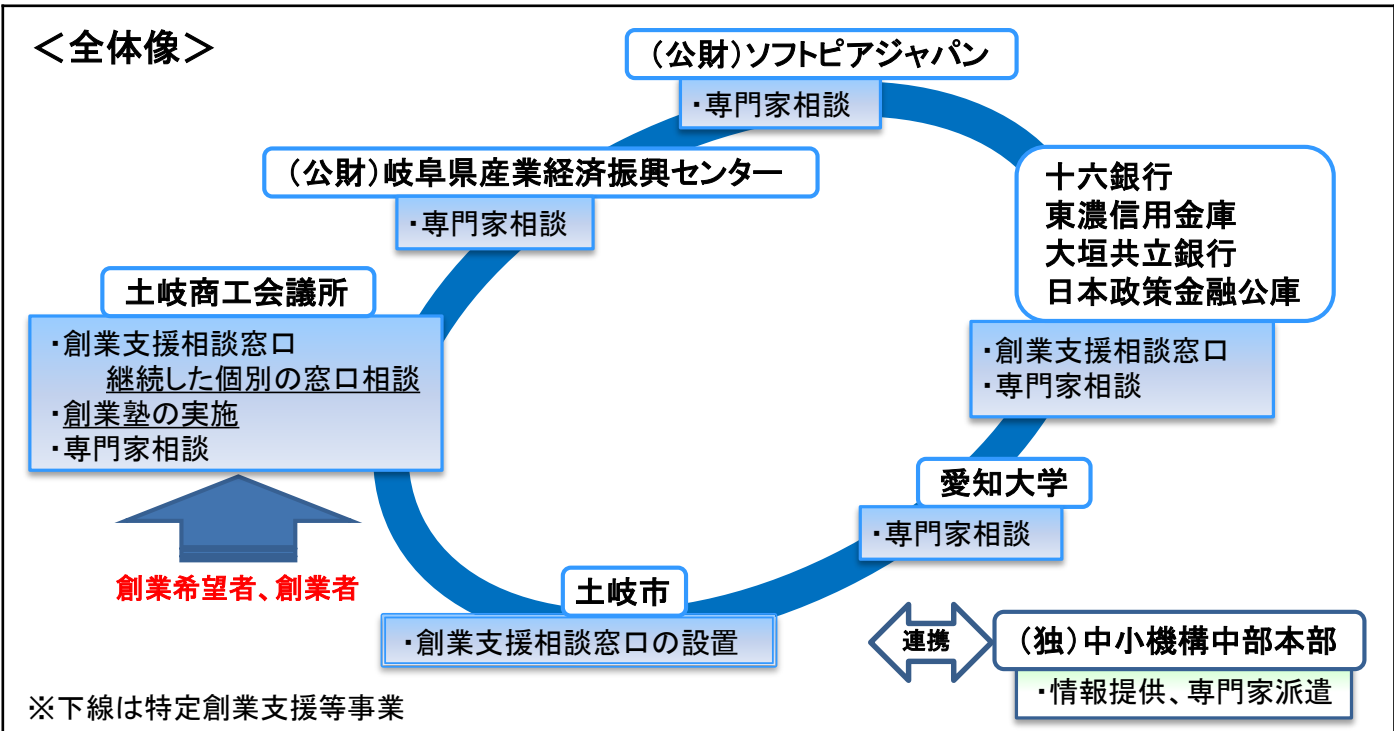 ＜全体像＞
（公財）ソフトピアジャパン
・専門家相談
（公財）岐阜県産業経済振興センター
・専門家相談
十六銀行
東濃信用金庫
大垣共立銀行
日本政策金融公庫
・創業支援相談窓口
・専門家相談
土岐商工会議所
・創業支援相談窓口
継続した個別の窓口相談
・創業塾の実施
・専門家相談
創業希望者、創業者
愛知大学
・専門家相談
土岐市
・創業支援相談窓口の設置
連携
（独）中小機構中部本部
・情報提供、専門家派遣
※下線は特定創業支援等事業